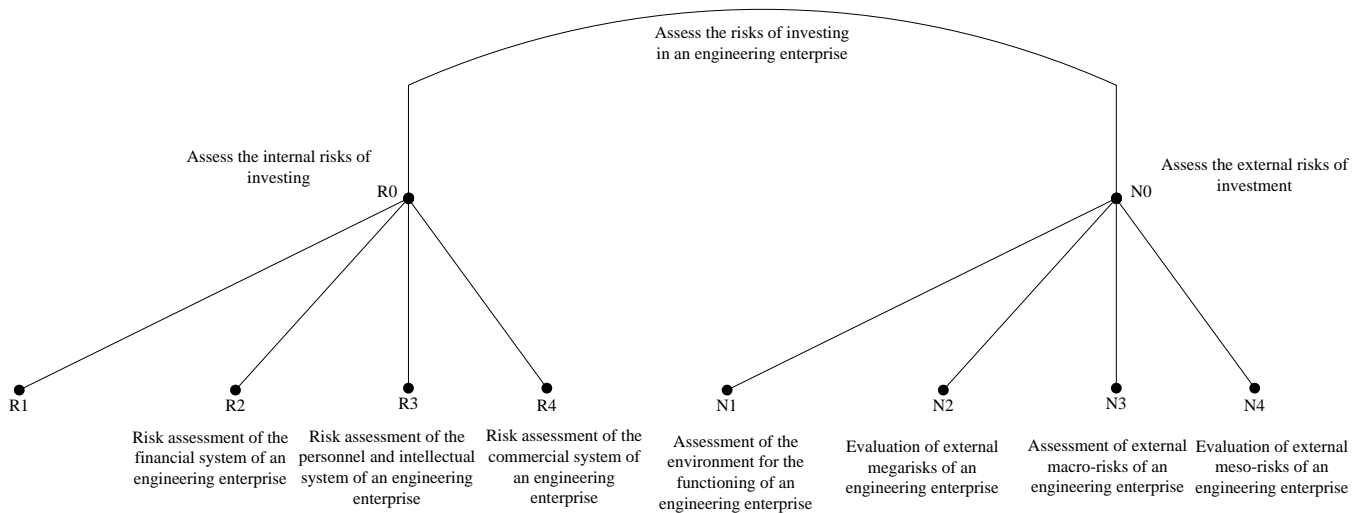 Assess the risks of investing
in an engineering enterprise
Assess the internal risks of
investing
R0
Assess the external risks of
investment
N0
R1
R2
R3
R4
N1
N2
N3
N4
Risk assessment of the
financial system of an
engineering enterprise
Risk assessment of the
personnel and intellectual
system of an engineering
enterprise
Risk assessment of the
commercial system of
an engineering
enterprise
Assessment of the
environment for the
functioning of an
engineering enterprise
Evaluation of external
megarisks of an
engineering enterprise
Assessment of external
macro-risks of an
engineering enterprise
Evaluation of external
meso-risks of an
engineering enterprise